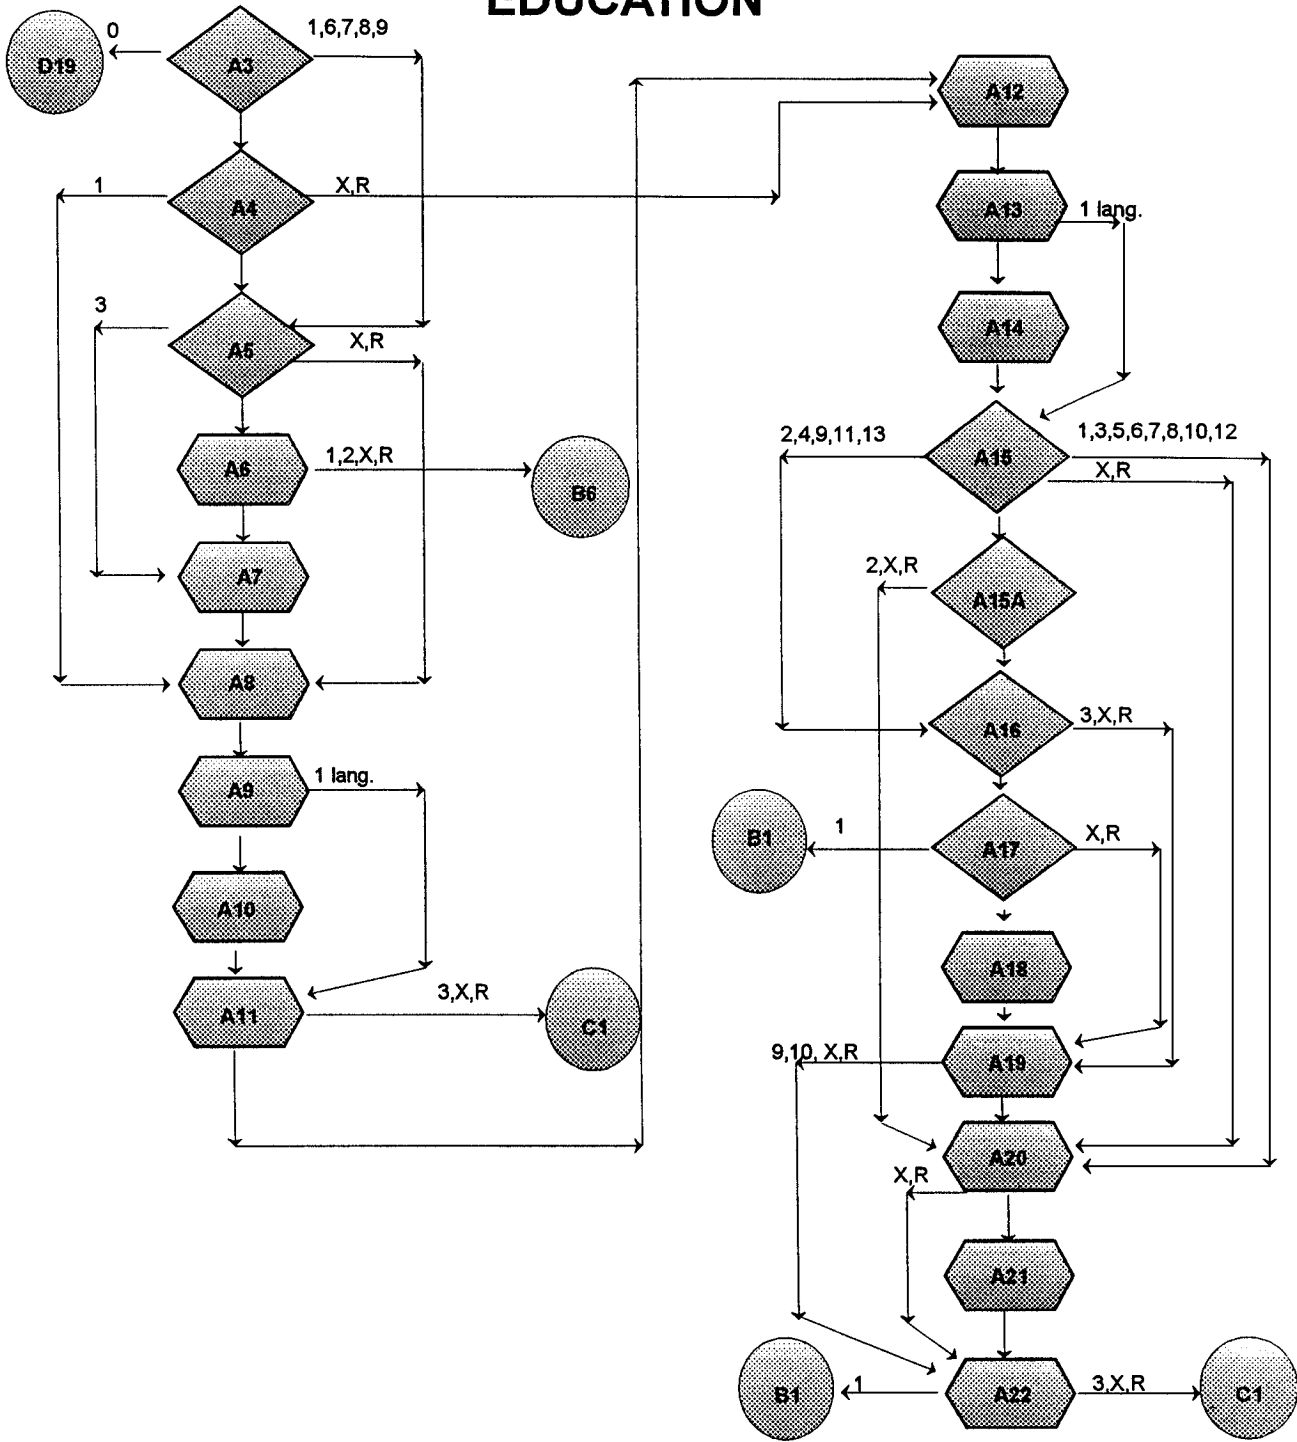 EDUCATION
0
1,6,7,8,9
D19
A3
A12
1
X,R
A4
A13
1 lang.
3
A5
X,R
A14
2,4,9,11,13
A15
1,3,5,6,7,8,10,12
X,R
A6
1,2,X,R
B6
A7
2,X,R
A15A
A8
A16
3,X,R
A9
1 lang.
B1
1
A17
X,R
A10
A18
A11
3,X,R
C1
9,10, X,R
A19
A20
X,R
A21
B1
1
A22
3,X,R
C1